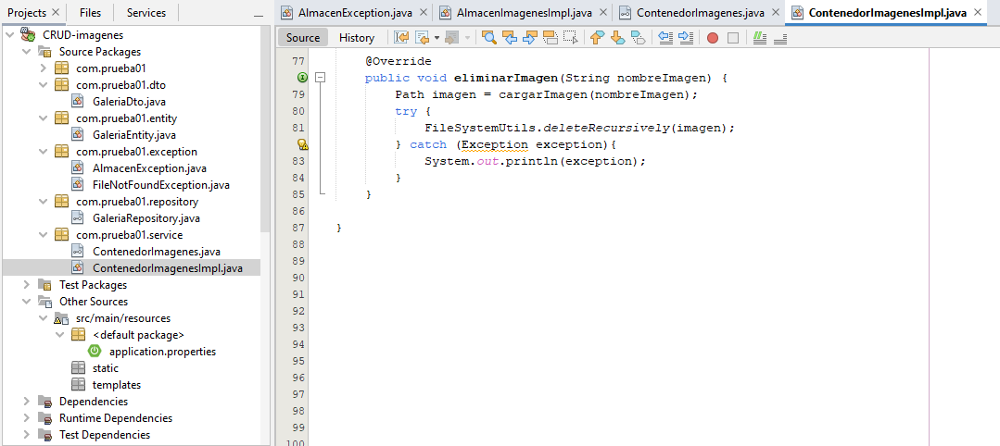 Projects × Files Services
CRUD-imagenes
Source Packages
com.prueba01
com.prueba01.dto
GaleriaDto.java
com.prueba01.entity
GaleriaEntity.java
com.prueba01.exception
AlmacenException.java
FileNotFoundException.java
com.prueba01.repository
GaleriaRepository.java
com.prueba01.service
ContenedorImagenes.java
ContenedorImagenesImpl.java
Test Packages
Other Sources
src/main/resources
<default package>
application.properties
static
templates
Dependencies
Runtime Dependencies
Test Dependencies
AlmacenException.java × AlmacenImagenesImpl.java × ContenedorImagenes.java × ContenedorImagenesImpl.java ×
Source History
77 @Override
public void eliminarImagen(String nombreImagen) {
79 Path imagen = cargarImagen(nombreImagen);
80 try {
81 FileSystemUtils.deleteRecursively(imagen);
} catch (Exception exception){
83 System.out.println(exception);
84 }
85 }
86
87 }
88
89
90
91
92
93
94
95
96
97
98
99
100